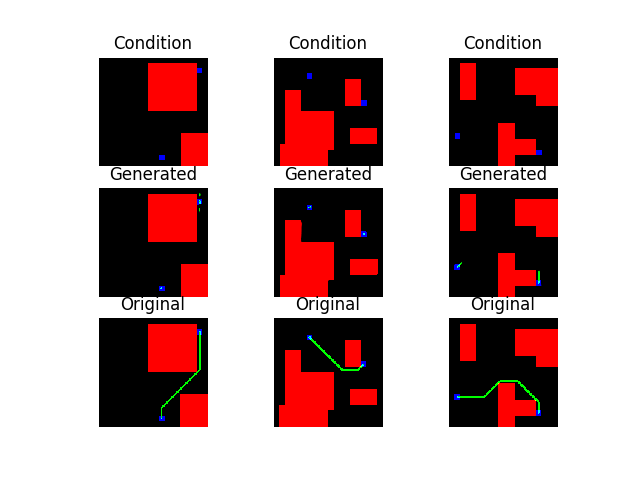 Condition
Condition
Condition
Generated
Generated
Generated
Original
Original
Original